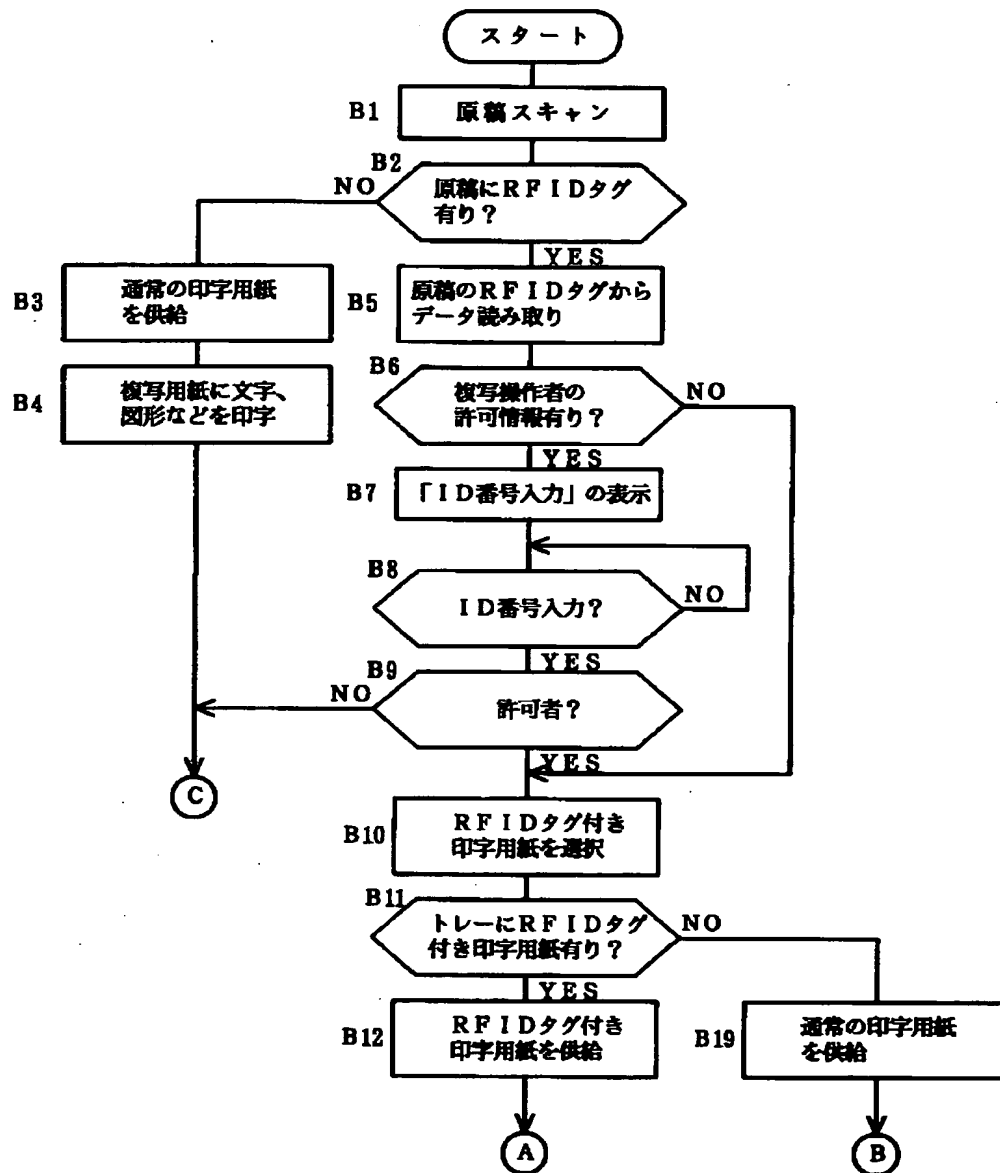 スタート
B1
原稿スキャン
B2
原稿にRFIDタグ
有り？
NO
YES
B3
通常の印字用紙
を供給
B5
原稿のRFIDタグから
データ読み取り
B4
複写用紙に文字、
図形などを印字
B6
複写操作者の
許可情報有り？
NO
YES
B7
「ID番号入力」の表示
B8
ID番号入力？
NO
YES
B9
許可者？
NO
YES
C
B10
RFIDタグ付き
印字用紙を選択
B11
トレーにRFIDタグ
付き印字用紙有り？
NO
YES
B12
RFIDタグ付き
印字用紙を供給
B19
通常の印字用紙
を供給
A
B